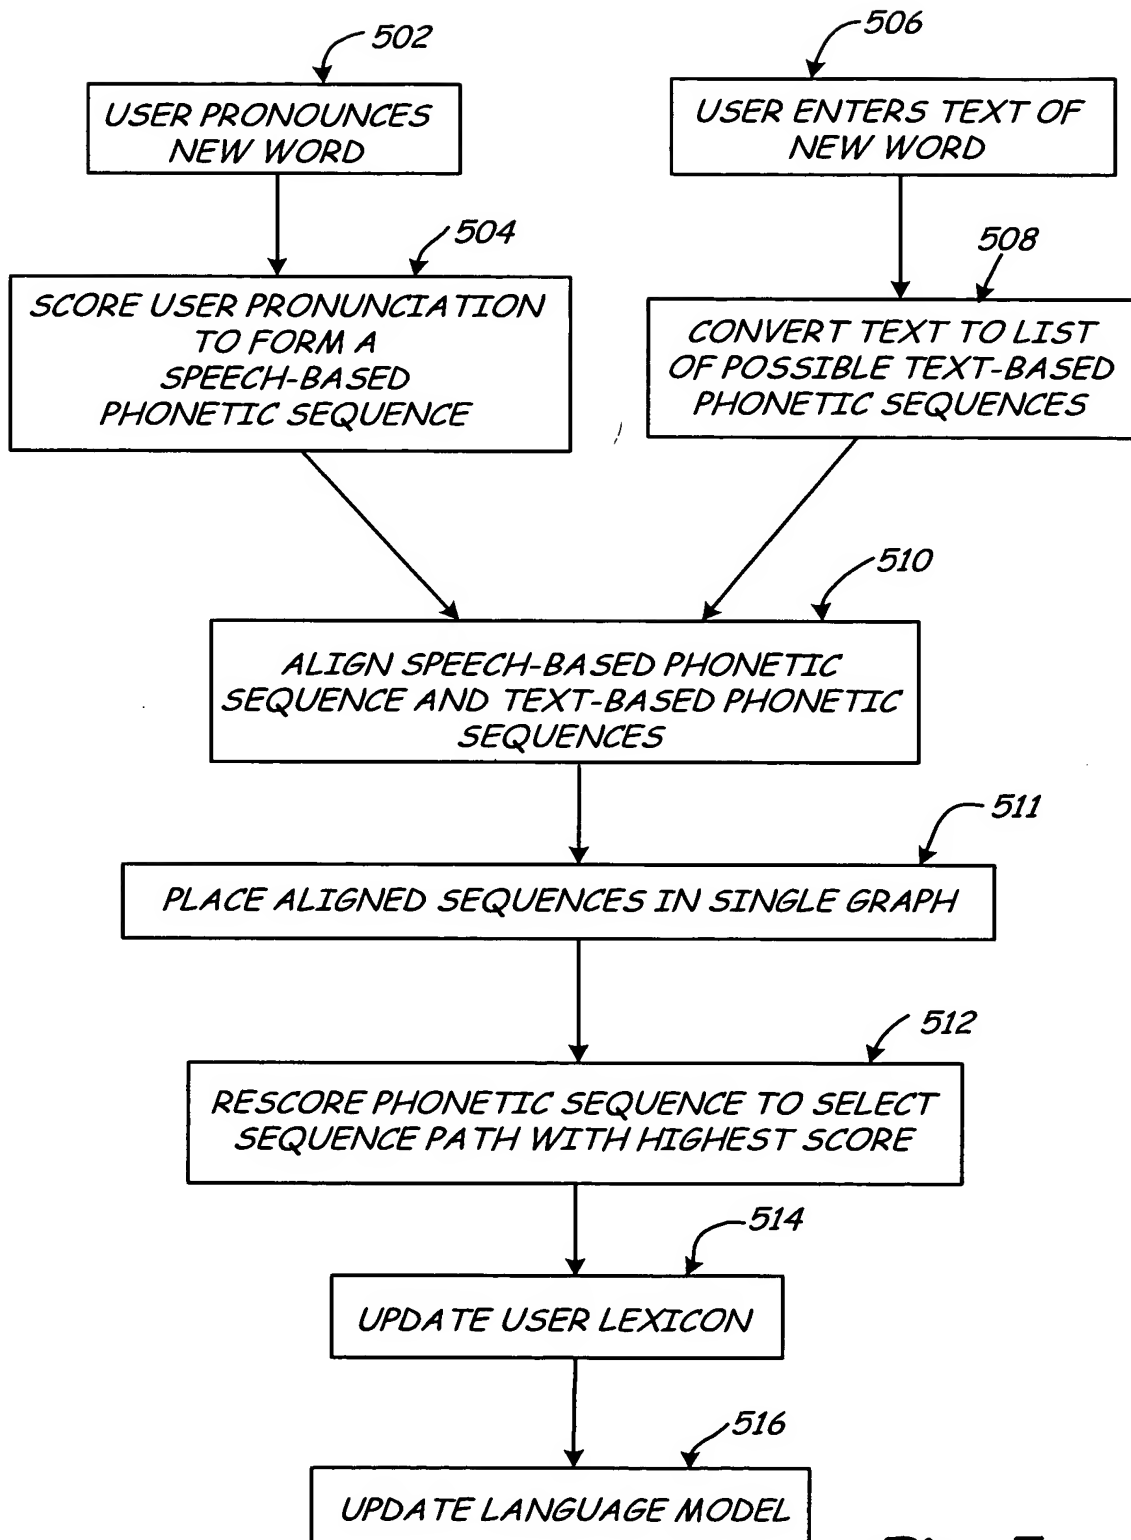 502
USER PRONOUNCES
NEW WORD
506
USER ENTERS TEXT OF
NEW WORD
504
SCORE USER PRONUNCIATION
TO FORM A
SPEECH-BASED
PHONETIC SEQUENCE
508
CONVERT TEXT TO LIST
OF POSSIBLE TEXT-BASED
PHONETIC SEQUENCES
510
ALIGN SPEECH-BASED PHONETIC
SEQUENCE AND TEXT-BASED PHONETIC
SEQUENCES
511
PLACE ALIGNED SEQUENCES IN SINGLE GRAPH
512
RESCORE PHONETIC SEQUENCE TO SELECT
SEQUENCE PATH WITH HIGHEST SCORE
514
UPDATE USER LEXICON
516
UPDATE LANGUAGE MODEL